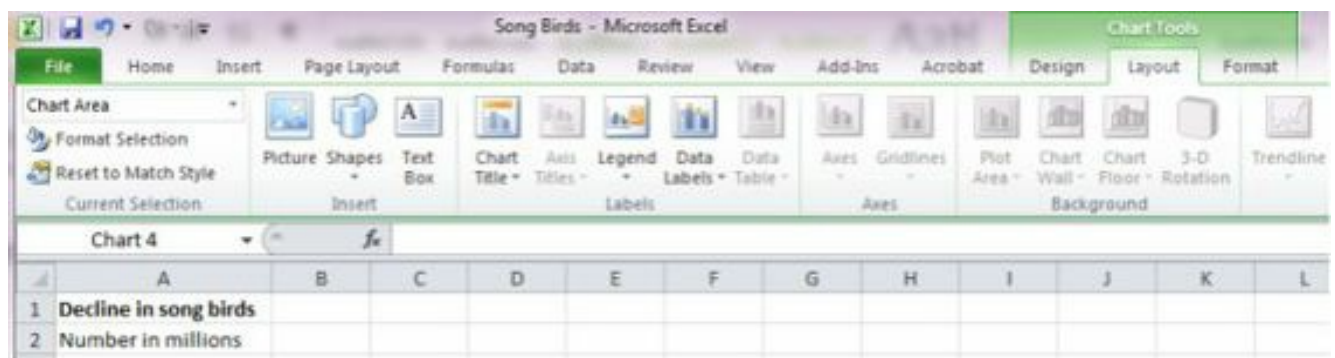 Song Birds - Microsoft Excel
Chart Tools
File Home Insert Page Layout Formulas Data Review View Add-Ins Acrobat Design Layout Format
Chart Area
Format Selection
Reset to Match Style
Current Selection
Picture Shapes Text Box
Insert
Chart Title Axis Titles Legend Data Labels Data Table
Labels
Axes Gridlines
Axes
Plot Area Chart Wall Chart Floor 3-D Rotation
Background
Trendline
Chart 4 fx
A B C D E F G H I J K L
1 Decline in song birds
2 Number in millions